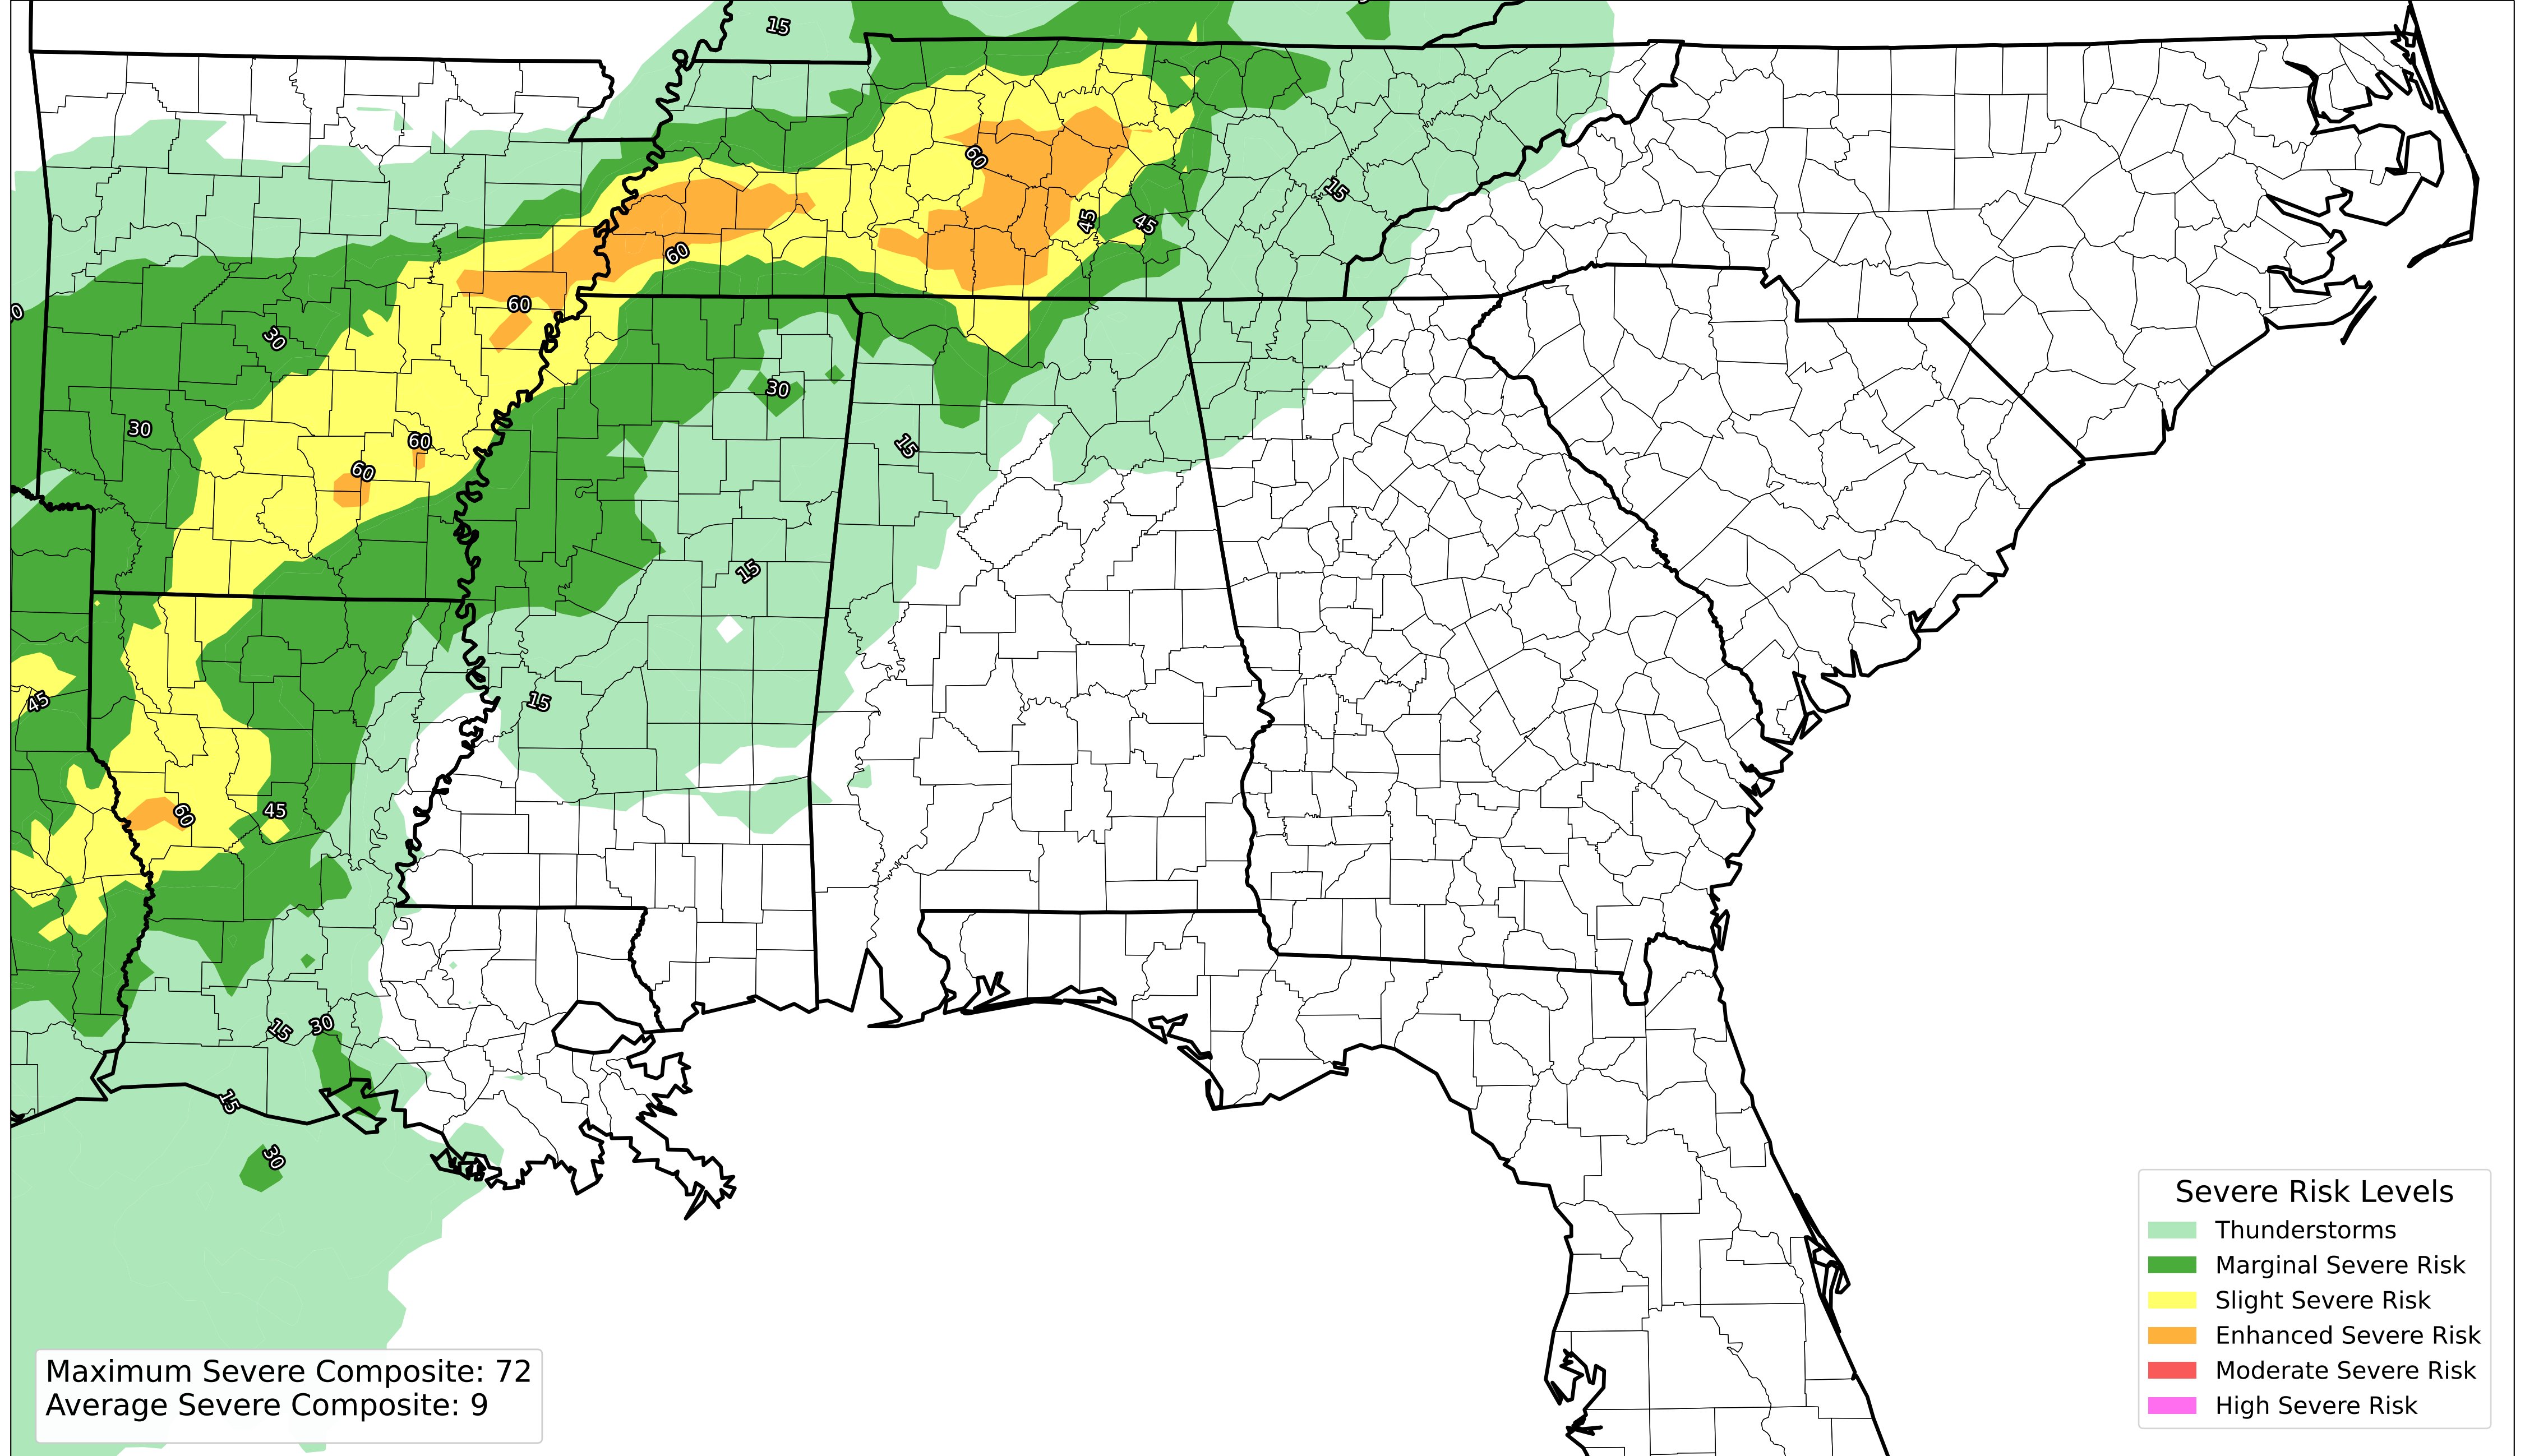 15
60
15
45
45
60
60
30
30
30
60
15
60
15
45
15
60
45
15
30
15
30
Severe Risk Levels
Thunderstorms
Marginal Severe Risk
Slight Severe Risk
Enhanced Severe Risk
Moderate Severe Risk
High Severe Risk
Maximum Severe Composite: 72
Average Severe Composite: 9